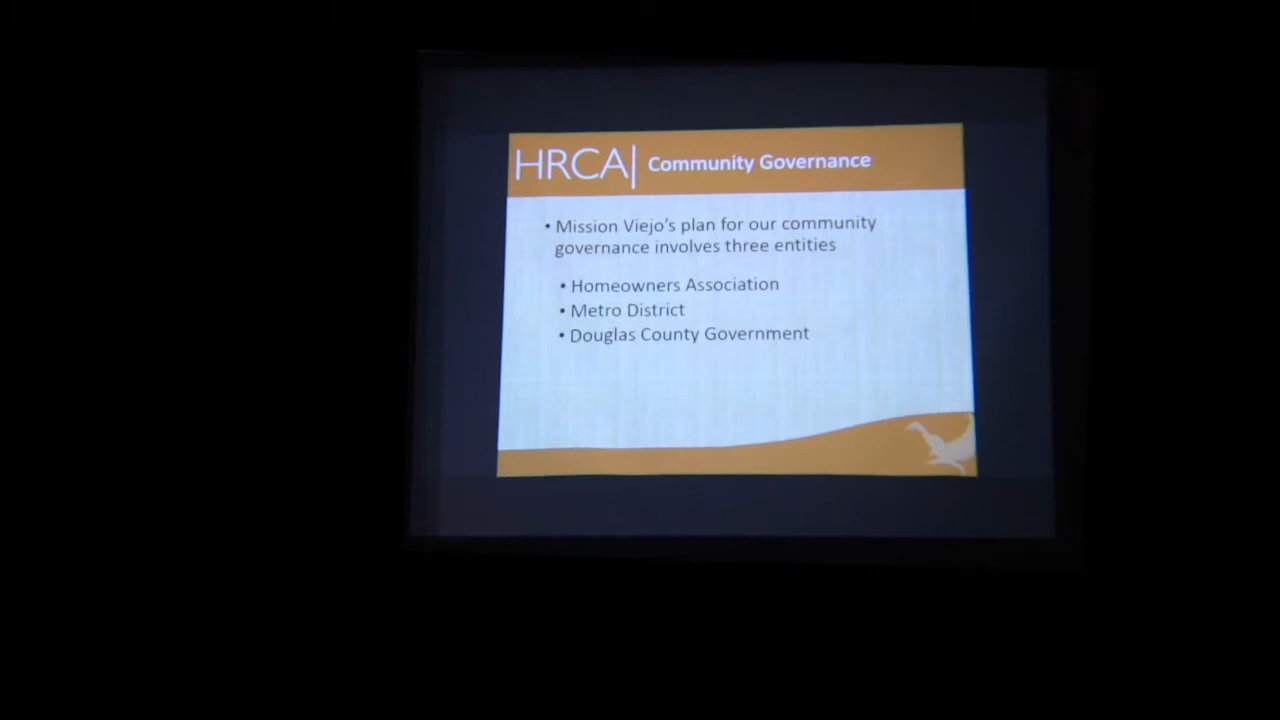 HRCA| Community Governance
• Mission Viejo's plan for our community
governance involves three entities
• Homeowners Association
• Metro District
• Douglas County Government